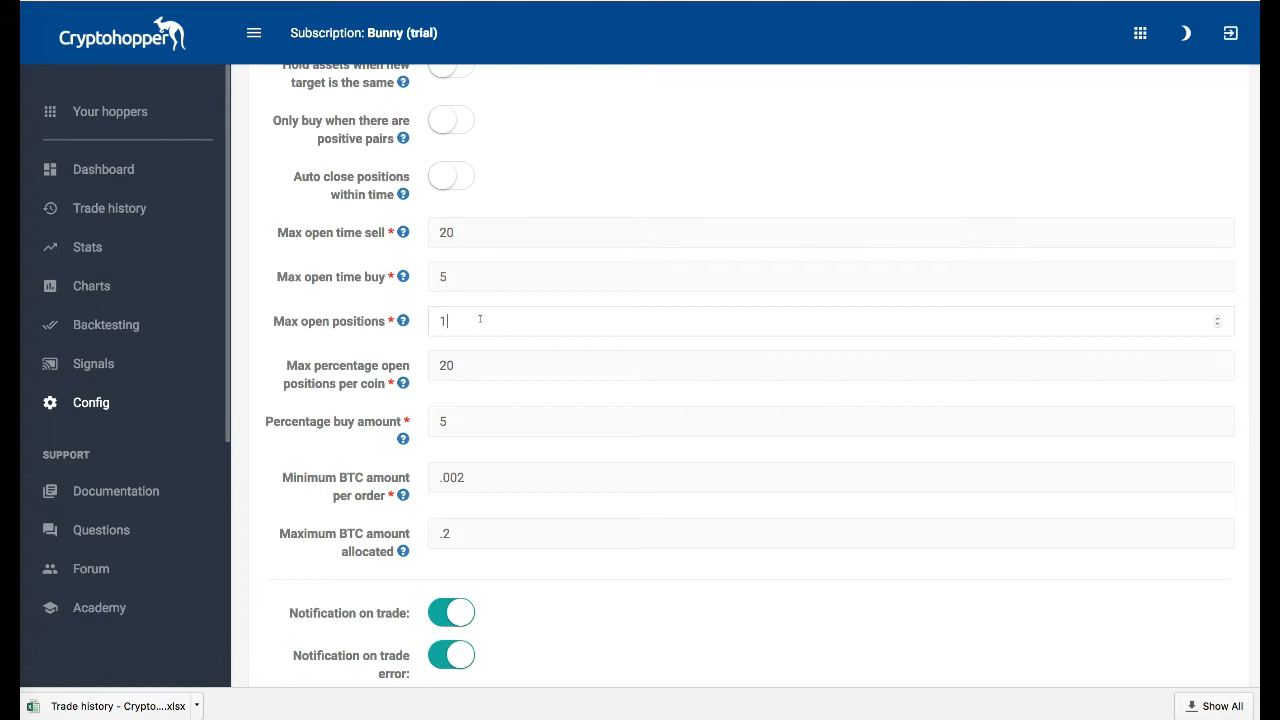 Cryptohopper
Subscription: Bunny (trial)
Your hoppers
Dashboard
Trade history
Stats
Charts
Backtesting
Signals
Config
SUPPORT
Documentation
Questions
Forum
Academy
Hold assets when new
target is the same ?
Only buy when there are
positive pairs ?
Auto close positions
within time ?
Max open time sell * ?
20
Max open time buy * ?
5
Max open positions * ?
1
Max percentage open
positions per coin * ?
20
Percentage buy amount *
?
5
Minimum BTC amount
per order * ?
.002
Maximum BTC amount
allocated ?
.2
Notification on trade:
Notification on trade
error:
Trade history - Crypto....xlsx
Show All